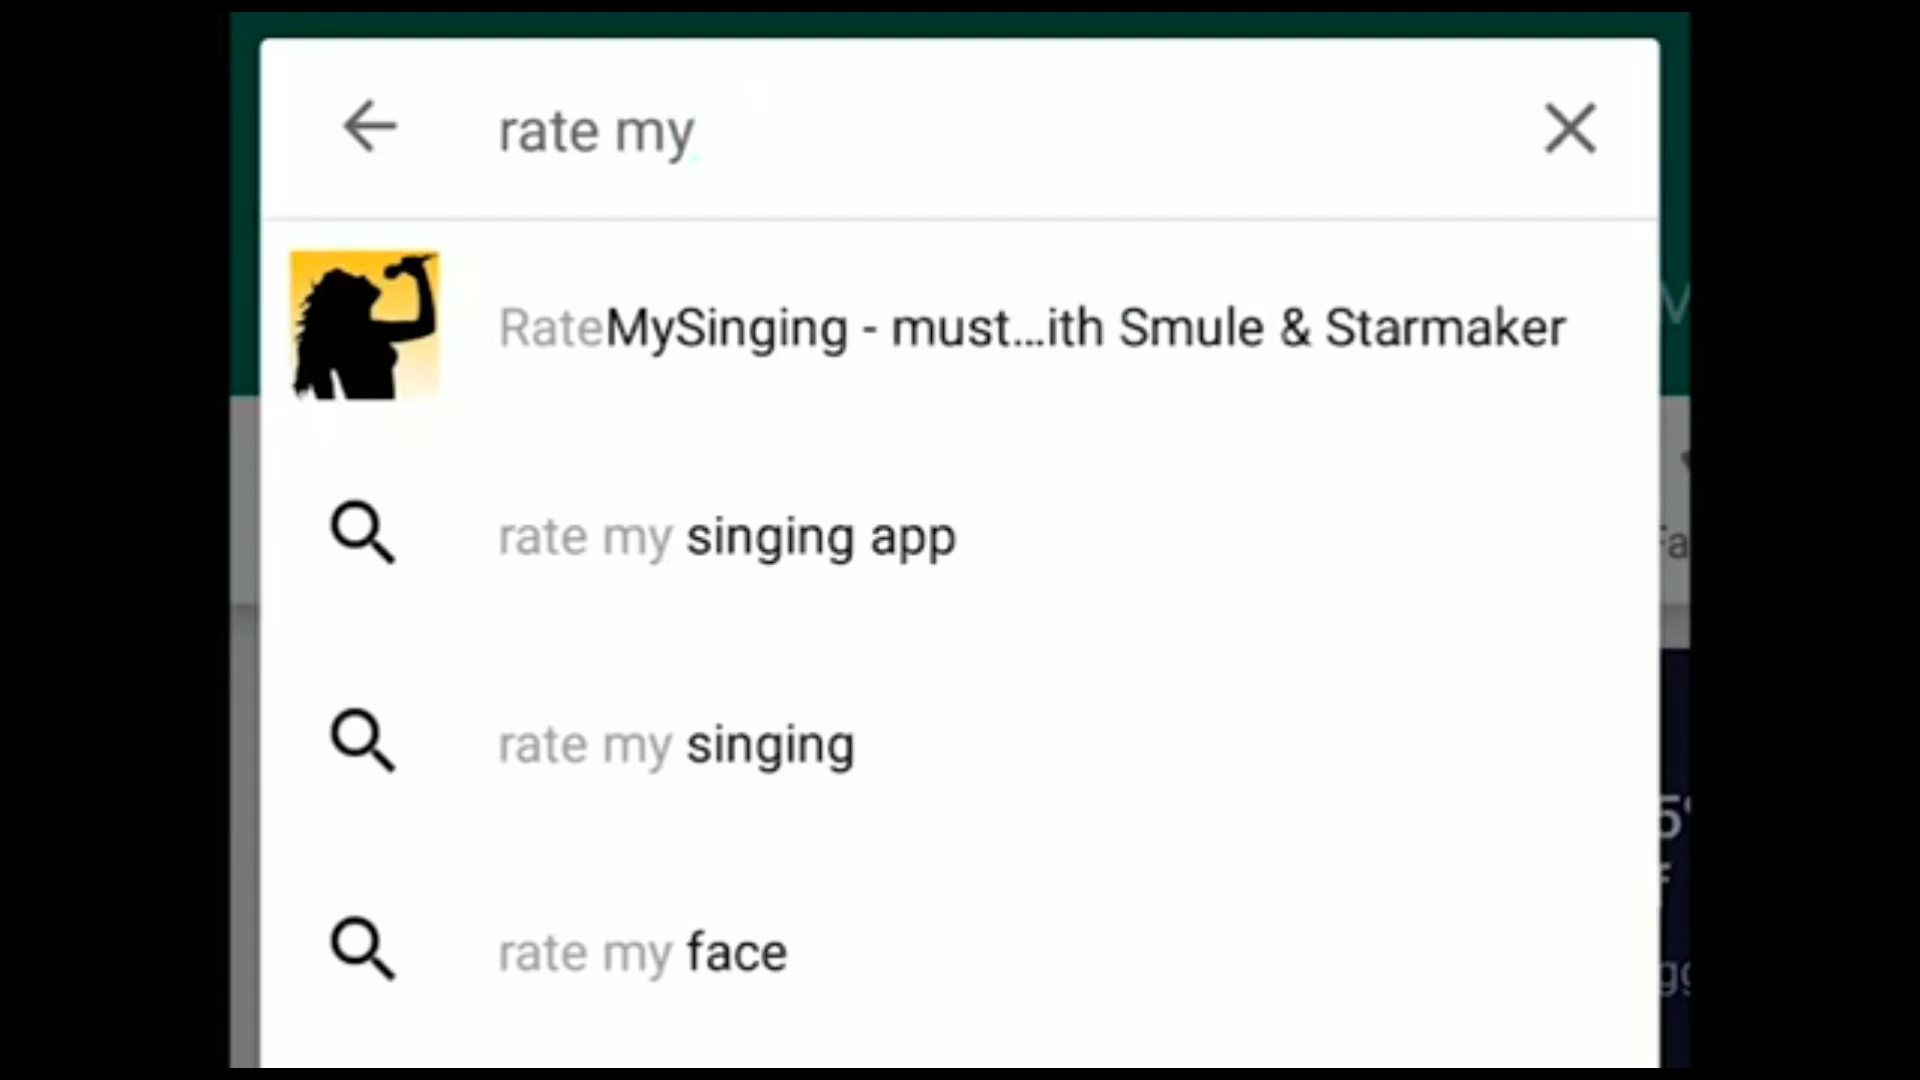 rate my
RateMySinging - must...ith Smule & Starmaker
rate my singing app
rate my singing
rate my face